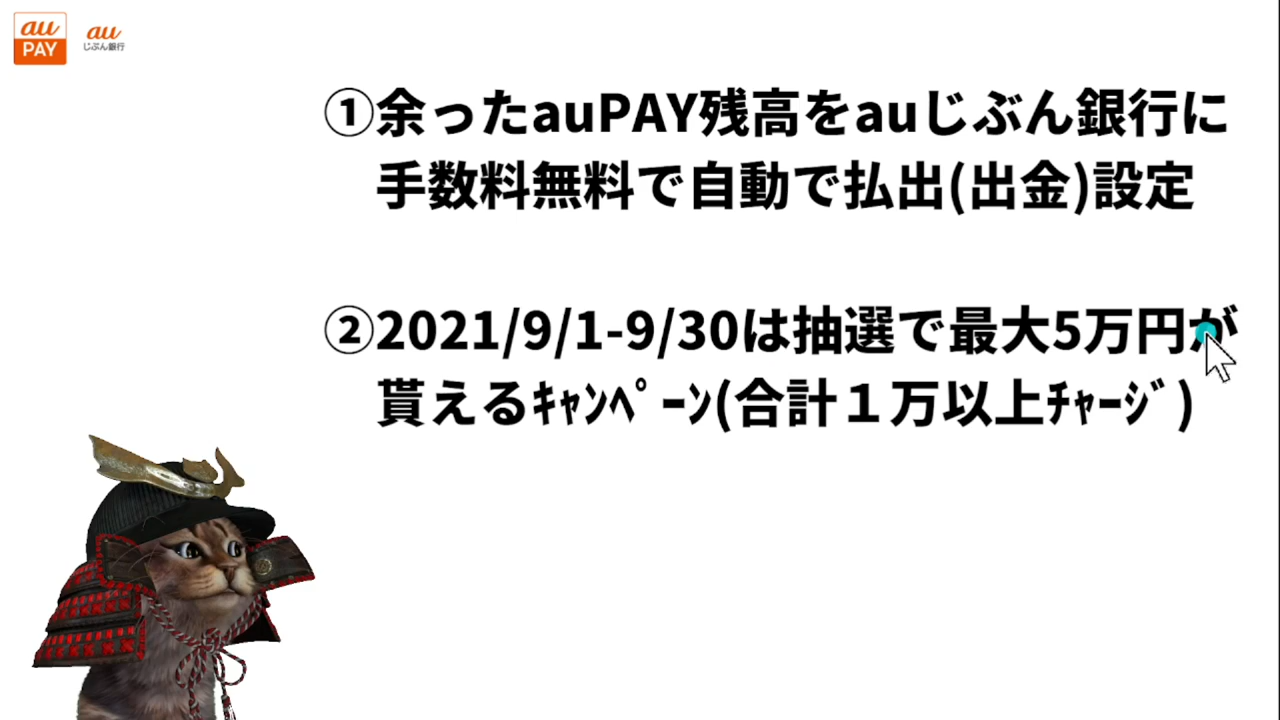 au
PAY
au
じぶん銀行
①余ったauPAY残高をauじぶん銀行に
手数料無料で自動で払出(出金)設定
②2021/9/1-9/30は抽選で最大5万円が
貰えるｷｬﾝﾍﾟｰﾝ(合計１万以上ﾁｬｰｼﾞ)